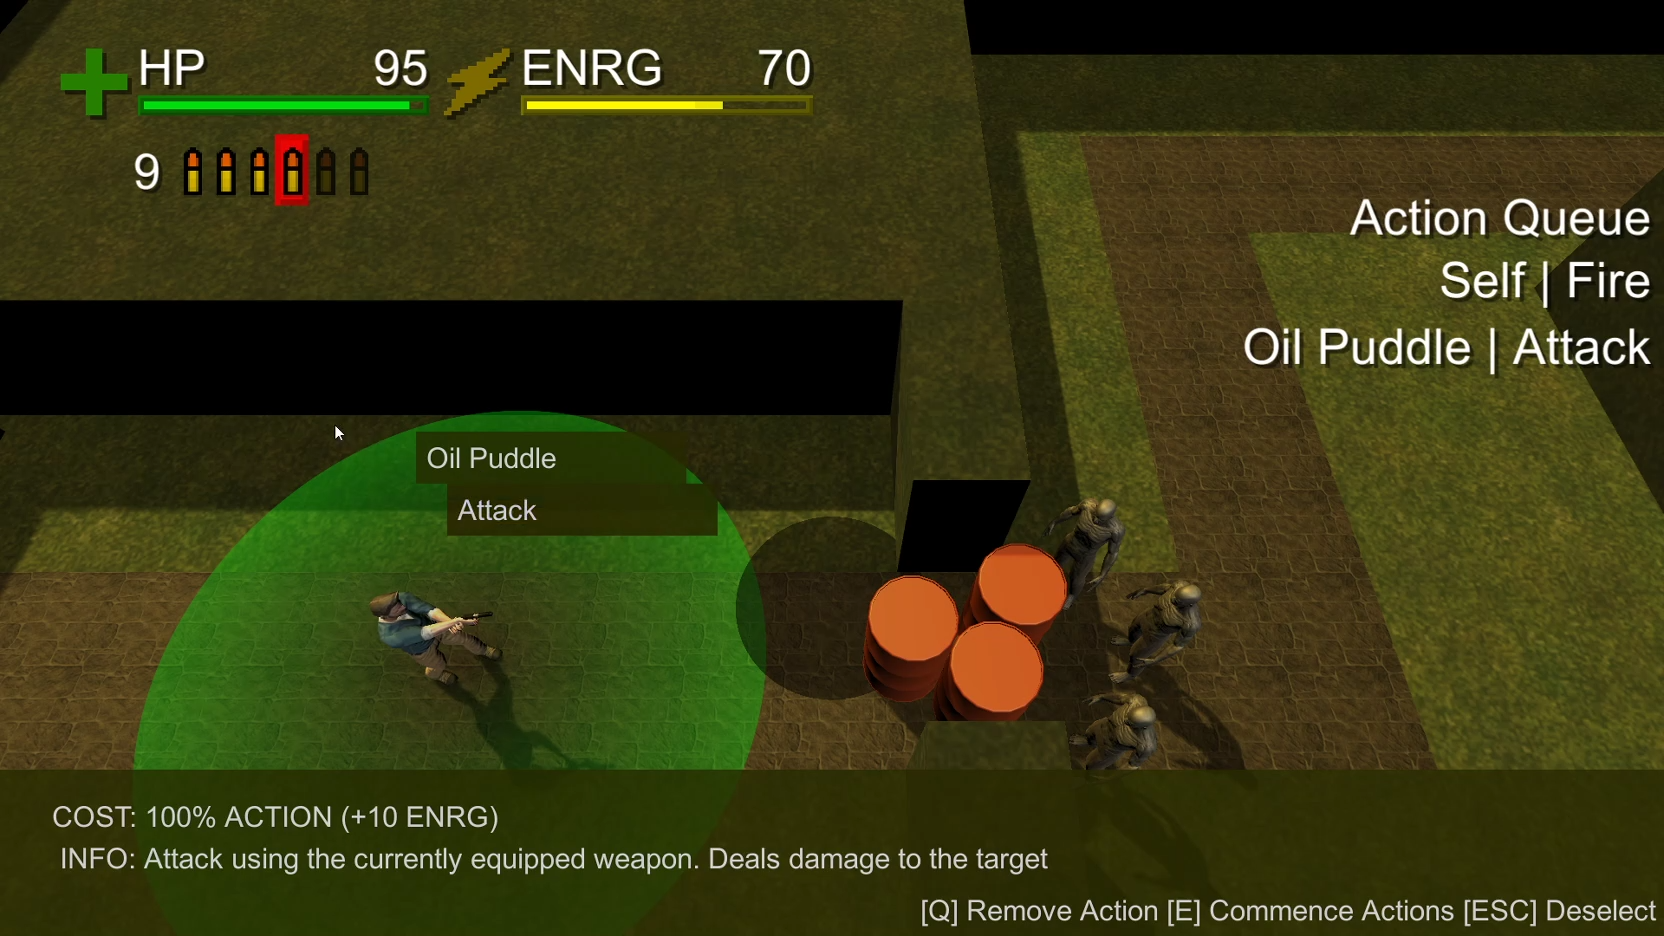 HP 95 ENRG 70
9
Action Queue
Self | Fire
Oil Puddle | Attack
Oil Puddle
Attack
COST: 100% ACTION (+10 ENRG)
INFO: Attack using the currently equipped weapon. Deals damage to the target
[Q] Remove Action [E] Commence Actions [ESC] Deselect